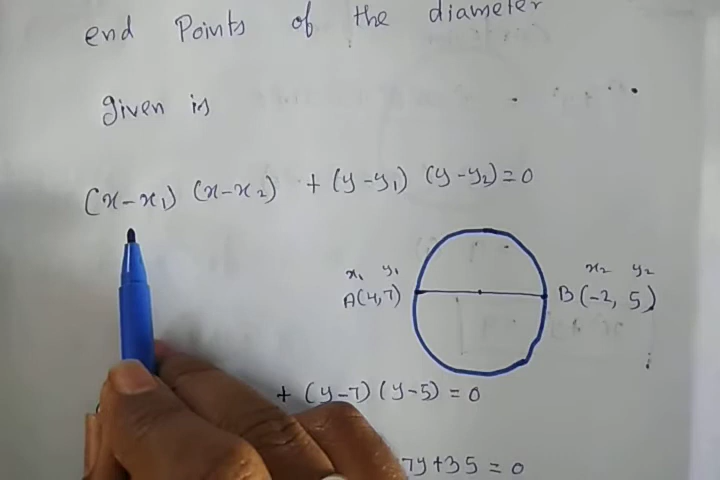 end Points of the diameter
given is
(x-x₁) (x-x₂) + (y-y₁) (y-y₂) = 0
x₁ y₁ x₂ y₂
A(4,7) B(-2, 5)
+ (y-7) (y-5) = 0
7y+35 = 0